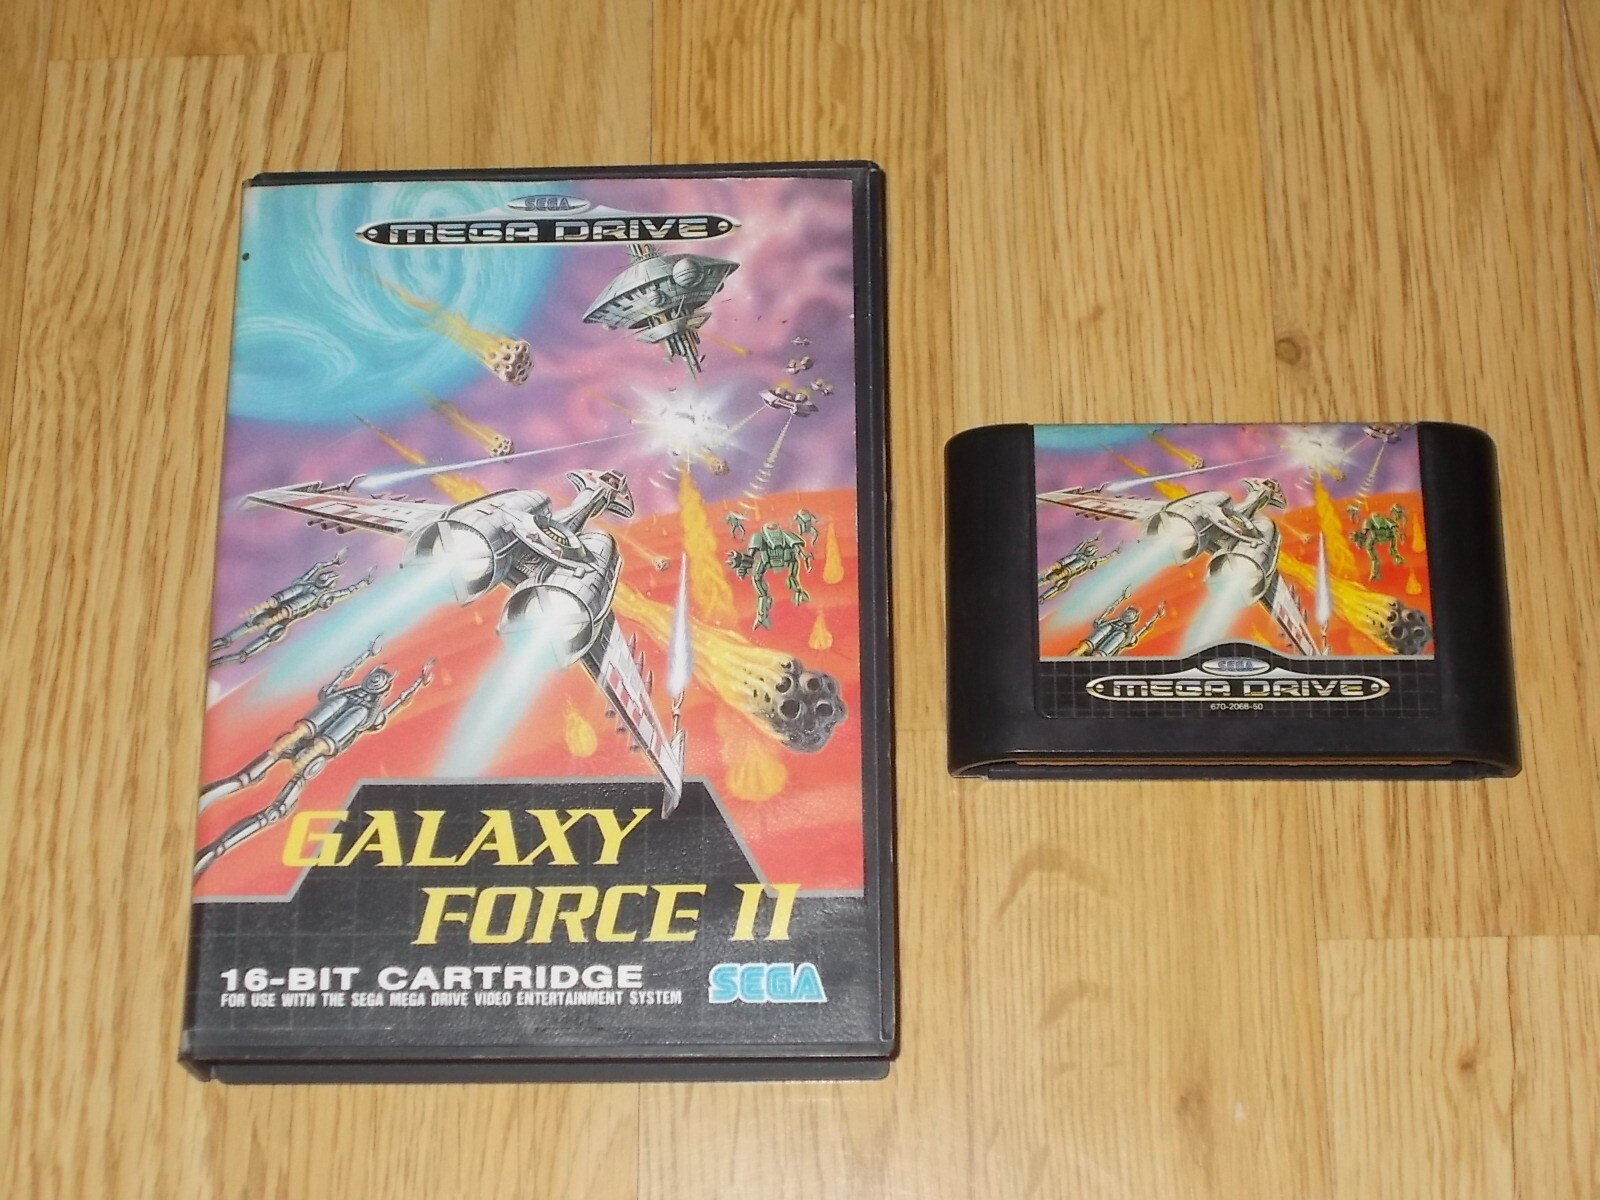 SEGA
MEGA DRIVE
GALAXY
FORCE II
16-BIT CARTRIDGE
FOR USE WITH THE SEGA MEGA DRIVE VIDEO ENTERTAINMENT SYSTEM
SEGA
SEGA
MEGA DRIVE
670-2068-50